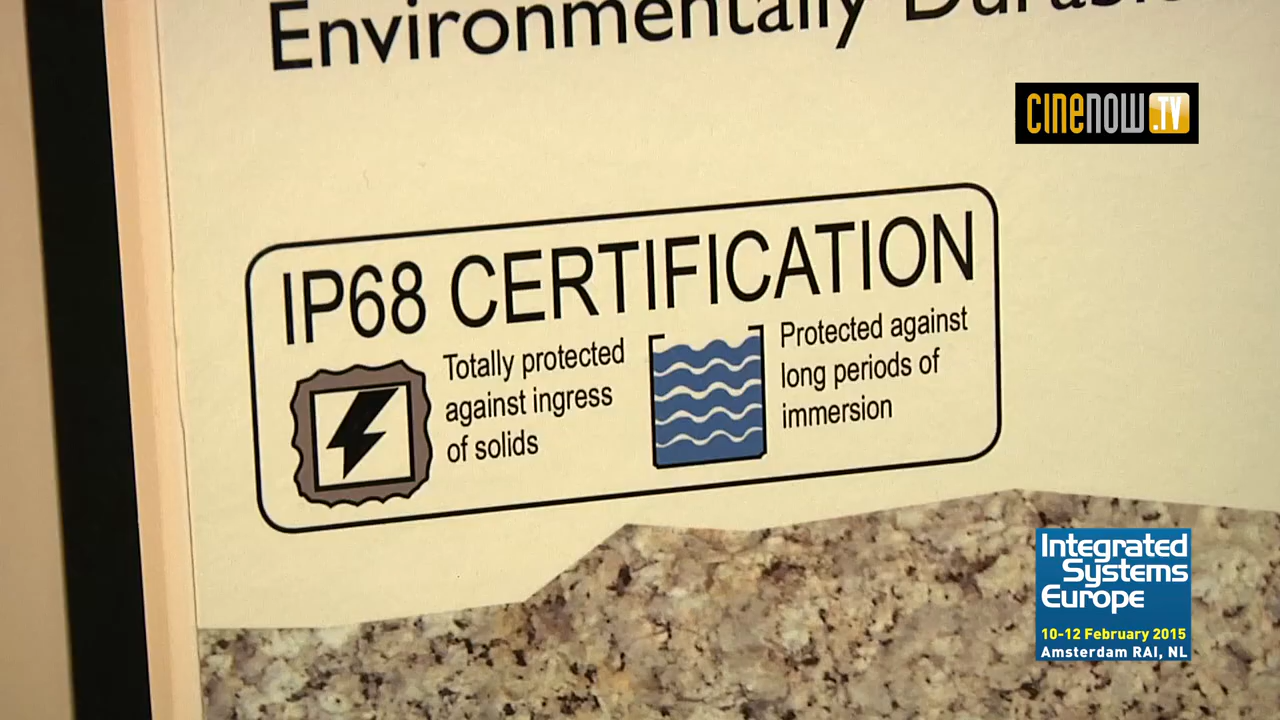 Environmentally Durable
cinenow.TV
IP68 CERTIFICATION
Totally protected
against ingress
of solids
Protected against
long periods of
immersion
Integrated
Systems
Europe
10-12 February 2015
Amsterdam RAI, NL